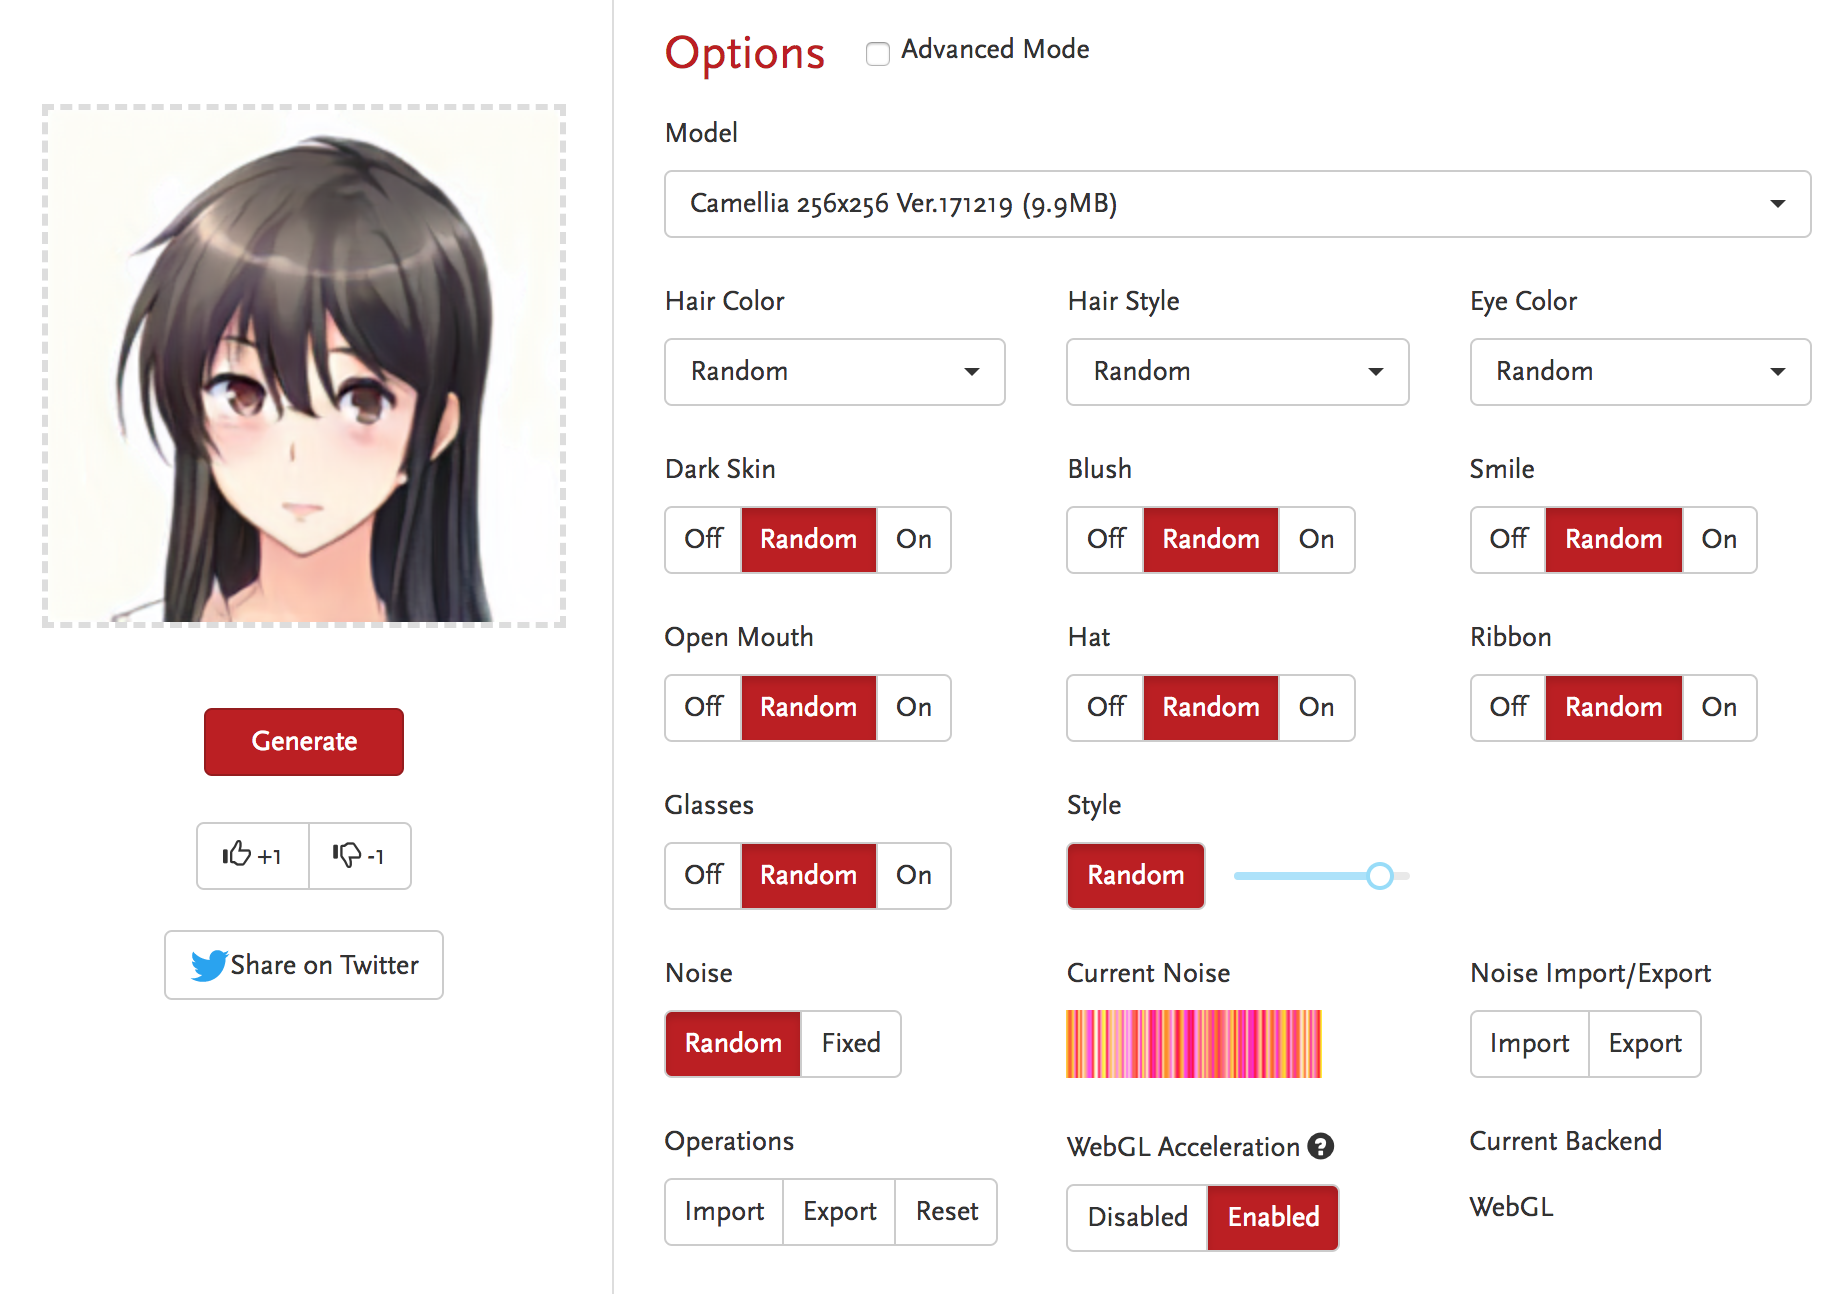 Options
Advanced Mode
Model
Camellia 256x256 Ver.171219 (9.9MB)
Hair Color
Hair Style
Eye Color
Random
Random
Random
Dark Skin
Blush
Smile
Off Random On
Off Random On
Off Random On
Open Mouth
Hat
Ribbon
Off Random On
Off Random On
Off Random On
Generate
Glasses
Style
Off Random On
Random
+1
-1
Share on Twitter
Noise
Current Noise
Noise Import/Export
Random Fixed
Import Export
Operations
WebGL Acceleration ?
Current Backend
Import Export Reset
Disabled Enabled
WebGL